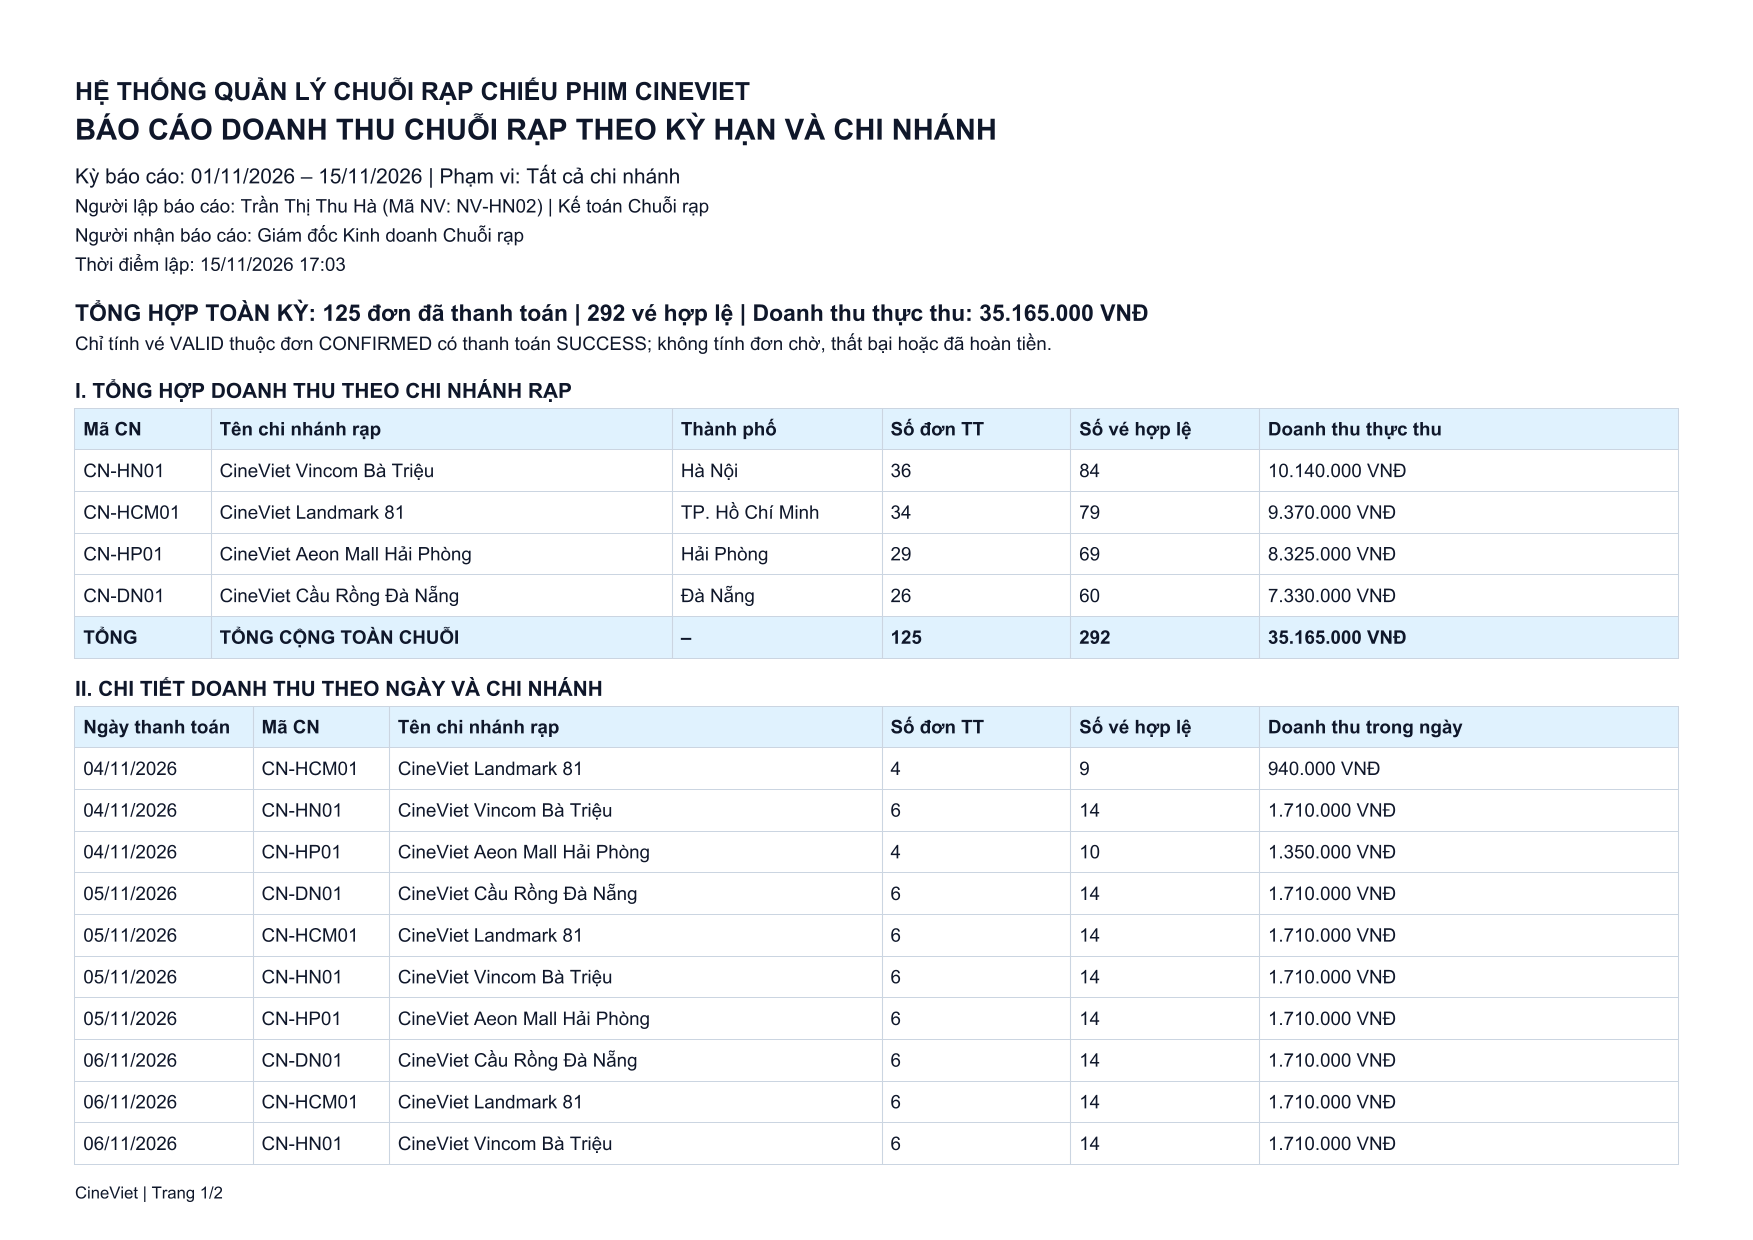 HỆ THỐNG QUẢN LÝ CHUỖI RẠP CHIẾU PHIM CINEVIET
BÁO CÁO DOANH THU CHUỖI RẠP THEO KỲ HẠN VÀ CHI NHÁNH
Kỳ báo cáo: 01/11/2026 – 15/11/2026 | Phạm vi: Tất cả chi nhánh
Người lập báo cáo: Trần Thị Thu Hà (Mã NV: NV-HN02) | Kế toán Chuỗi rạp
Người nhận báo cáo: Giám đốc Kinh doanh Chuỗi rạp
Thời điểm lập: 15/11/2026 17:03
TỔNG HỢP TOÀN KỲ: 125 đơn đã thanh toán | 292 vé hợp lệ | Doanh thu thực thu: 35.165.000 VNĐ
Chỉ tính vé VALID thuộc đơn CONFIRMED có thanh toán SUCCESS; không tính đơn chờ, thất bại hoặc đã hoàn tiền.
I. TỔNG HỢP DOANH THU THEO CHI NHÁNH RẠP
Mã CN Tên chi nhánh rạp Thành phố Số đơn TT Số vé hợp lệ Doanh thu thực thu
CN-HN01 CineViet Vincom Bà Triệu Hà Nội 36 84 10.140.000 VNĐ
CN-HCM01 CineViet Landmark 81 TP. Hồ Chí Minh 34 79 9.370.000 VNĐ
CN-HP01 CineViet Aeon Mall Hải Phòng Hải Phòng 29 69 8.325.000 VNĐ
CN-DN01 CineViet Cầu Rồng Đà Nẵng Đà Nẵng 26 60 7.330.000 VNĐ
TỔNG TỔNG CỘNG TOÀN CHUỖI – 125 292 35.165.000 VNĐ
II. CHI TIẾT DOANH THU THEO NGÀY VÀ CHI NHÁNH
Ngày thanh toán Mã CN Tên chi nhánh rạp Số đơn TT Số vé hợp lệ Doanh thu trong ngày
04/11/2026 CN-HCM01 CineViet Landmark 81 4 9 940.000 VNĐ
04/11/2026 CN-HN01 CineViet Vincom Bà Triệu 6 14 1.710.000 VNĐ
04/11/2026 CN-HP01 CineViet Aeon Mall Hải Phòng 4 10 1.350.000 VNĐ
05/11/2026 CN-DN01 CineViet Cầu Rồng Đà Nẵng 6 14 1.710.000 VNĐ
05/11/2026 CN-HCM01 CineViet Landmark 81 6 14 1.710.000 VNĐ
05/11/2026 CN-HN01 CineViet Vincom Bà Triệu 6 14 1.710.000 VNĐ
05/11/2026 CN-HP01 CineViet Aeon Mall Hải Phòng 6 14 1.710.000 VNĐ
06/11/2026 CN-DN01 CineViet Cầu Rồng Đà Nẵng 6 14 1.710.000 VNĐ
06/11/2026 CN-HCM01 CineViet Landmark 81 6 14 1.710.000 VNĐ
06/11/2026 CN-HN01 CineViet Vincom Bà Triệu 6 14 1.710.000 VNĐ
CineViet | Trang 1/2